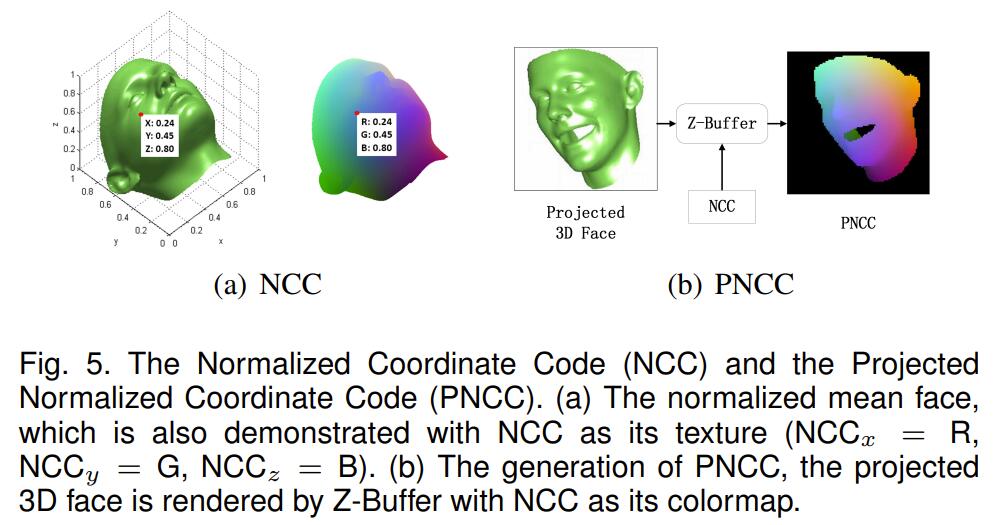 1
0.8
0.6
z
0.4
0.2
0
1
0.8
0.6
0.4
0.2
0
y
0
0.2
0.4
0.6
0.8
1
x
X: 0.24
Y: 0.45
Z: 0.80
R: 0.24
G: 0.45
B: 0.80
(a) NCC
Projected
3D Face
Z-Buffer
NCC
PNCC
(b) PNCC
Fig. 5. The Normalized Coordinate Code (NCC) and the Projected
Normalized Coordinate Code (PNCC). (a) The normalized mean face,
which is also demonstrated with NCC as its texture (NCCₓ = R,
NCCy = G, NCCz = B). (b) The generation of PNCC, the projected
3D face is rendered by Z-Buffer with NCC as its colormap.